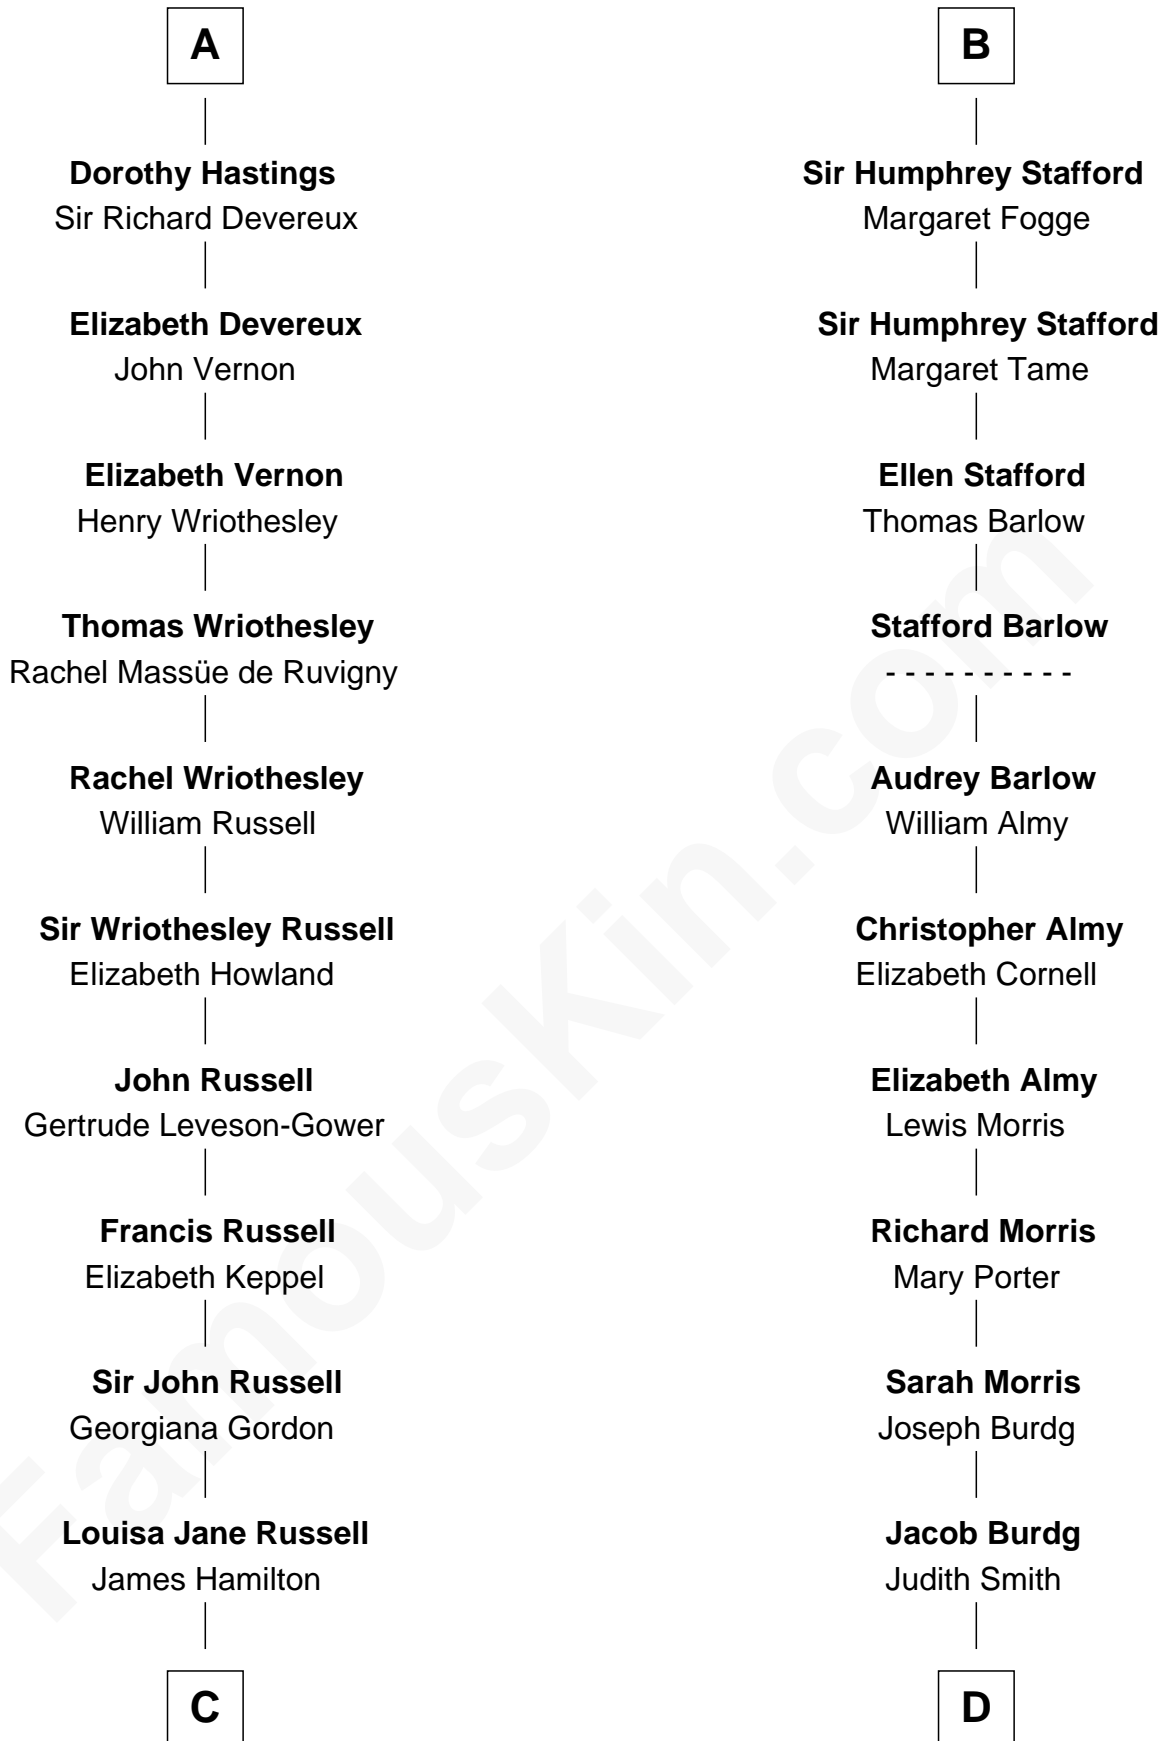 A
Dorothy Hastings
Sir Richard Devereux
Elizabeth Devereux
John Vernon
Elizabeth Vernon
Henry Wriothesley
Thomas Wriothesley
Rachel Massüe de Ruvigny
Rachel Wriothesley
William Russell
Sir Wriothesley Russell
Elizabeth Howland
John Russell
Gertrude Leveson-Gower
Francis Russell
Elizabeth Keppel
Sir John Russell
Georgiana Gordon
Louisa Jane Russell
James Hamilton
C
B
Sir Humphrey Stafford
Margaret Fogge
Sir Humphrey Stafford
Margaret Tame
Ellen Stafford
Thomas Barlow
Stafford Barlow
- - - - - - - - - -
Audrey Barlow
William Almy
Christopher Almy
Elizabeth Cornell
Elizabeth Almy
Lewis Morris
Richard Morris
Mary Porter
Sarah Morris
Joseph Burdg
Jacob Burdg
Judith Smith
D
FamousKin.com